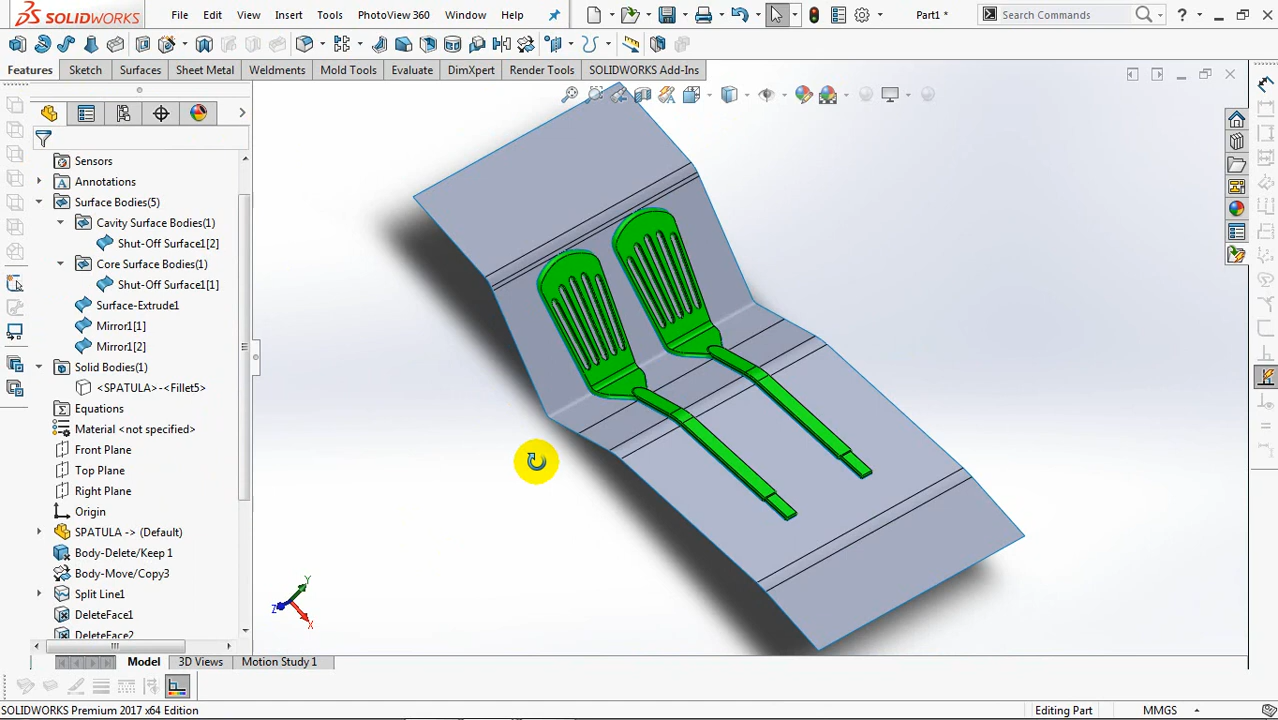 SOLIDWORKS File Edit View Insert Tools PhotoView 360 Window Help Part1 * Search Commands ?
Features Sketch Surfaces Sheet Metal Weldments Mold Tools Evaluate DimXpert Render Tools SOLIDWORKS Add-Ins
Sensors
Annotations
Surface Bodies(5)
Cavity Surface Bodies(1)
Shut-Off Surface1[2]
Core Surface Bodies(1)
Shut-Off Surface1[1]
Surface-Extrude1
Mirror1[1]
Mirror1[2]
Solid Bodies(1)
<SPATULA>-<Fillet5>
Equations
Material <not specified>
Front Plane
Top Plane
Right Plane
Origin
SPATULA -> (Default)
Body-Delete/Keep 1
Body-Move/Copy3
Split Line1
DeleteFace1
DeleteFace2
Y
Z
X
Model 3D Views Motion Study 1
SOLIDWORKS Premium 2017 x64 Edition Editing Part MMGS